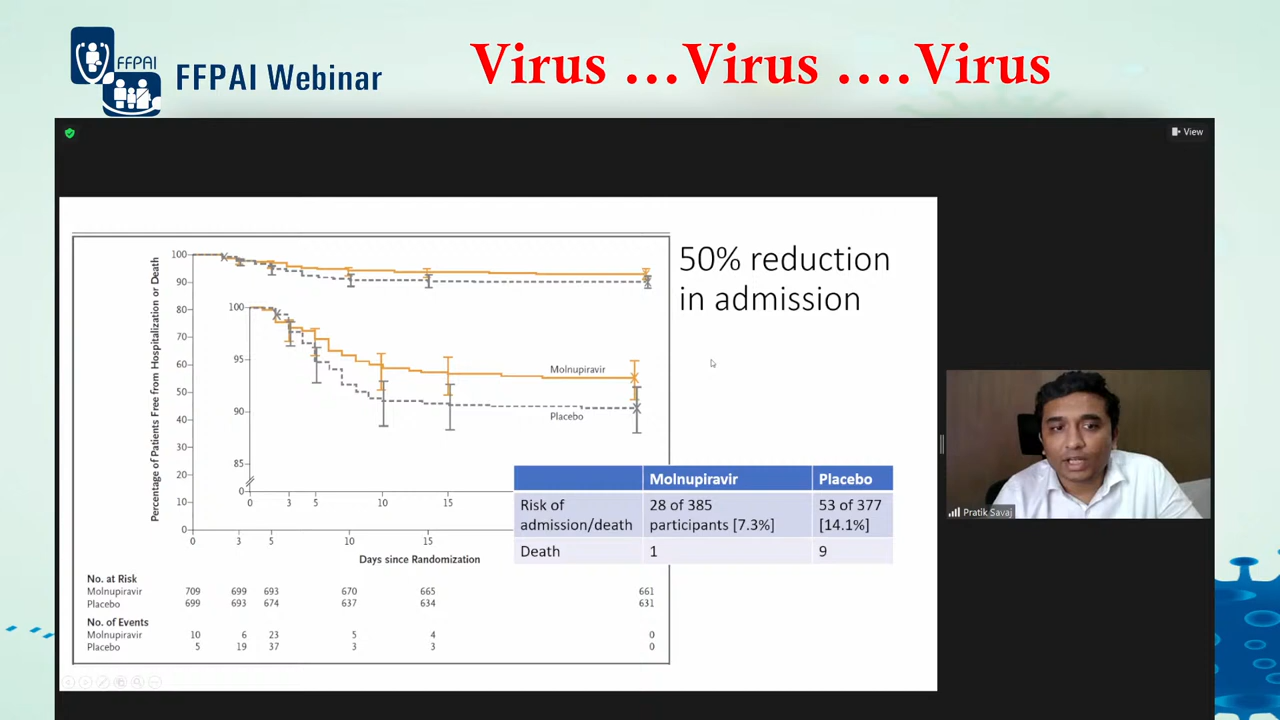 FFPAI
FFPAI Webinar
Virus ...Virus ....Virus
View
50% reduction
in admission
Percentage of Patients Free from Hospitalization or Death
100
90
80
70
60
50
40
30
20
10
0
100
95
90
85
0
Molnupiravir
Placebo
0 3 5 10 15
0 3 5 10 15
Days since Randomization
Molnupiravir Placebo
Risk of admission/death 28 of 385 participants [7.3%] 53 of 377 [14.1%]
Death 1 9
No. at Risk
Molnupiravir 709 699 693 670 665 661
Placebo 699 693 674 637 634 631
No. of Events
Molnupiravir 10 6 23 5 4 0
Placebo 5 19 37 3 3 0
Pratik Savaj